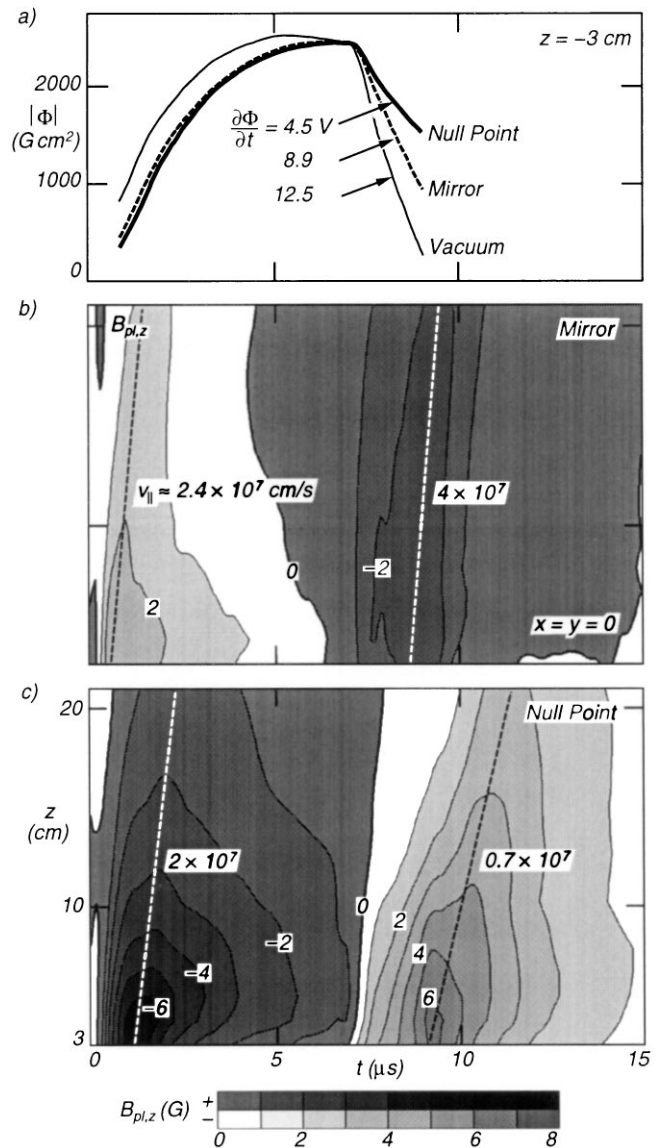 a)
z = −3 cm
2000
|Φ|
(G cm²)
∂Φ/∂t = 4.5 V
Null Point
1000
8.9
Mirror
12.5
0
Vacuum
b)
B_pl,z
Mirror
v_∥ ≈ 2.4 × 10⁷ cm/s
4 × 10⁷
0
−2
2
x = y = 0
c)
20
Null Point
z
(cm)
2 × 10⁷
0.7 × 10⁷
10
0
2
−2
4
−4
6
−6
3
0
5
10
15
t (μs)
B_pl,z (G)
+
−
0
2
4
6
8